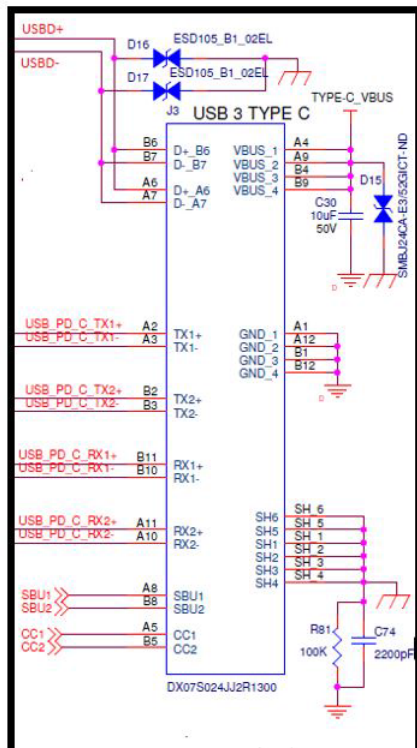 USBD+
USBD-
D16
ESD105_B1_02EL
D17
ESD105_B1_02EL
J3
USB 3 TYPE C
TYPE-C_VBUS
B6 D+_B6
B7 D-_B7
A6 D+_A6
A7 D-_A7
VBUS_1 A4
VBUS_2 A9
VBUS_3 B4
VBUS_4 B9
D15
SMBJ24CA-E3/52GICT-ND
C30
10uF
50V
D
USB_PD_C_TX1+ A2 TX1+
USB_PD_C_TX1- A3 TX1-
GND_1 A1
GND_2 A12
GND_3 B1
GND_4 B12
D
USB_PD_C_TX2+ B2 TX2+
USB_PD_C_TX2- B3 TX2-
USB_PD_C_RX1+ B11 RX1+
USB_PD_C_RX1- B10 RX1-
USB_PD_C_RX2+ A11 RX2+
USB_PD_C_RX2- A10 RX2-
SH6 SH_6
SH5 SH_5
SH1 SH_1
SH2 SH_2
SH3 SH_3
SH4 SH_4
SBU1 A8 SBU1
SBU2 B8 SBU2
CC1 A5 CC1
CC2 B5 CC2
R81
100K
C74
2200pF
DX07S024JJ2R1300